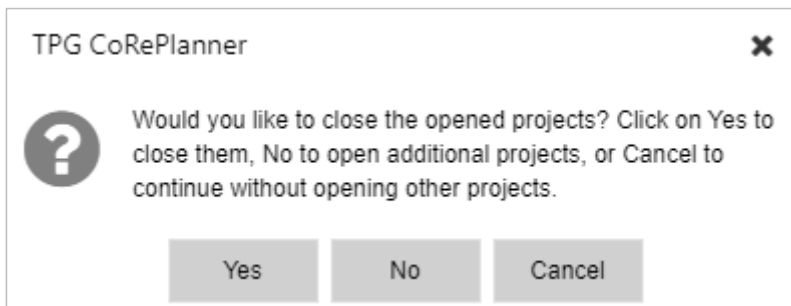 TPG CoRePlanner
Would you like to close the opened projects? Click on Yes to
close them, No to open additional projects, or Cancel to
continue without opening other projects.
Yes
No
Cancel